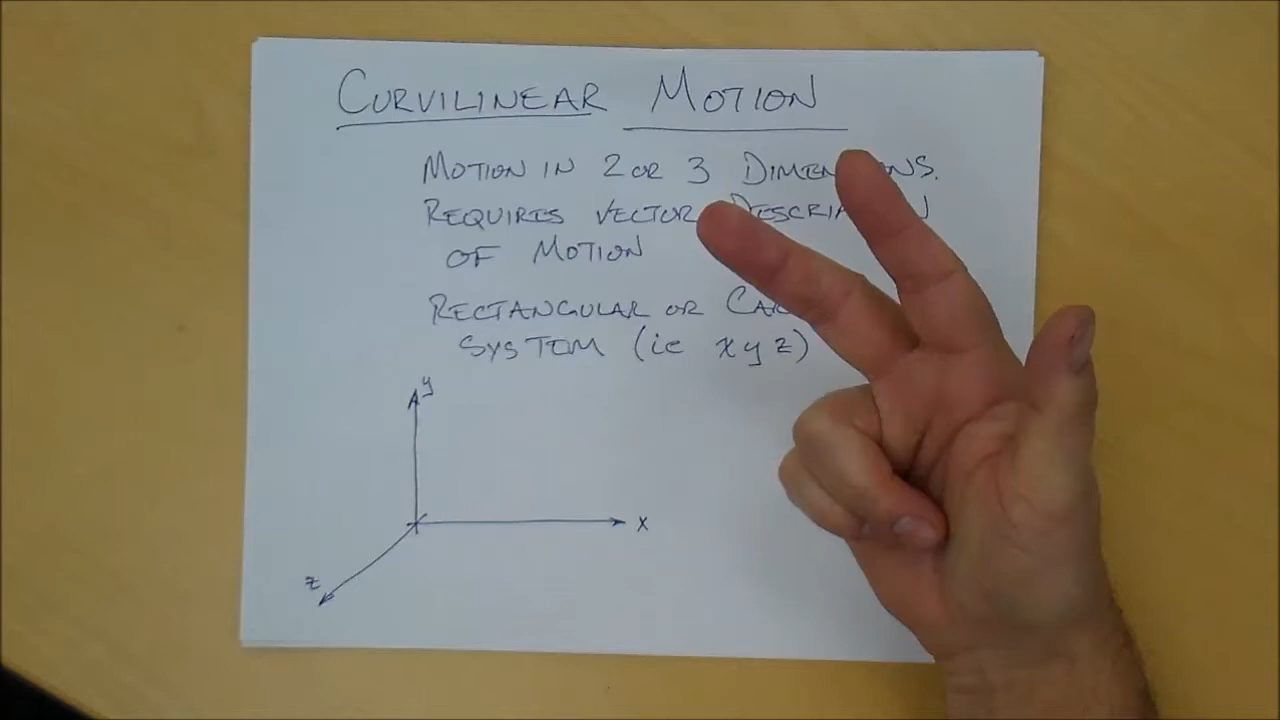 CURVILINEAR MOTION
MOTION IN 2 OR 3
REQUIRES VECTOR
OF MOTION
RECTANGULAR OR
SYSTEM (ie x y z)
y
x
z